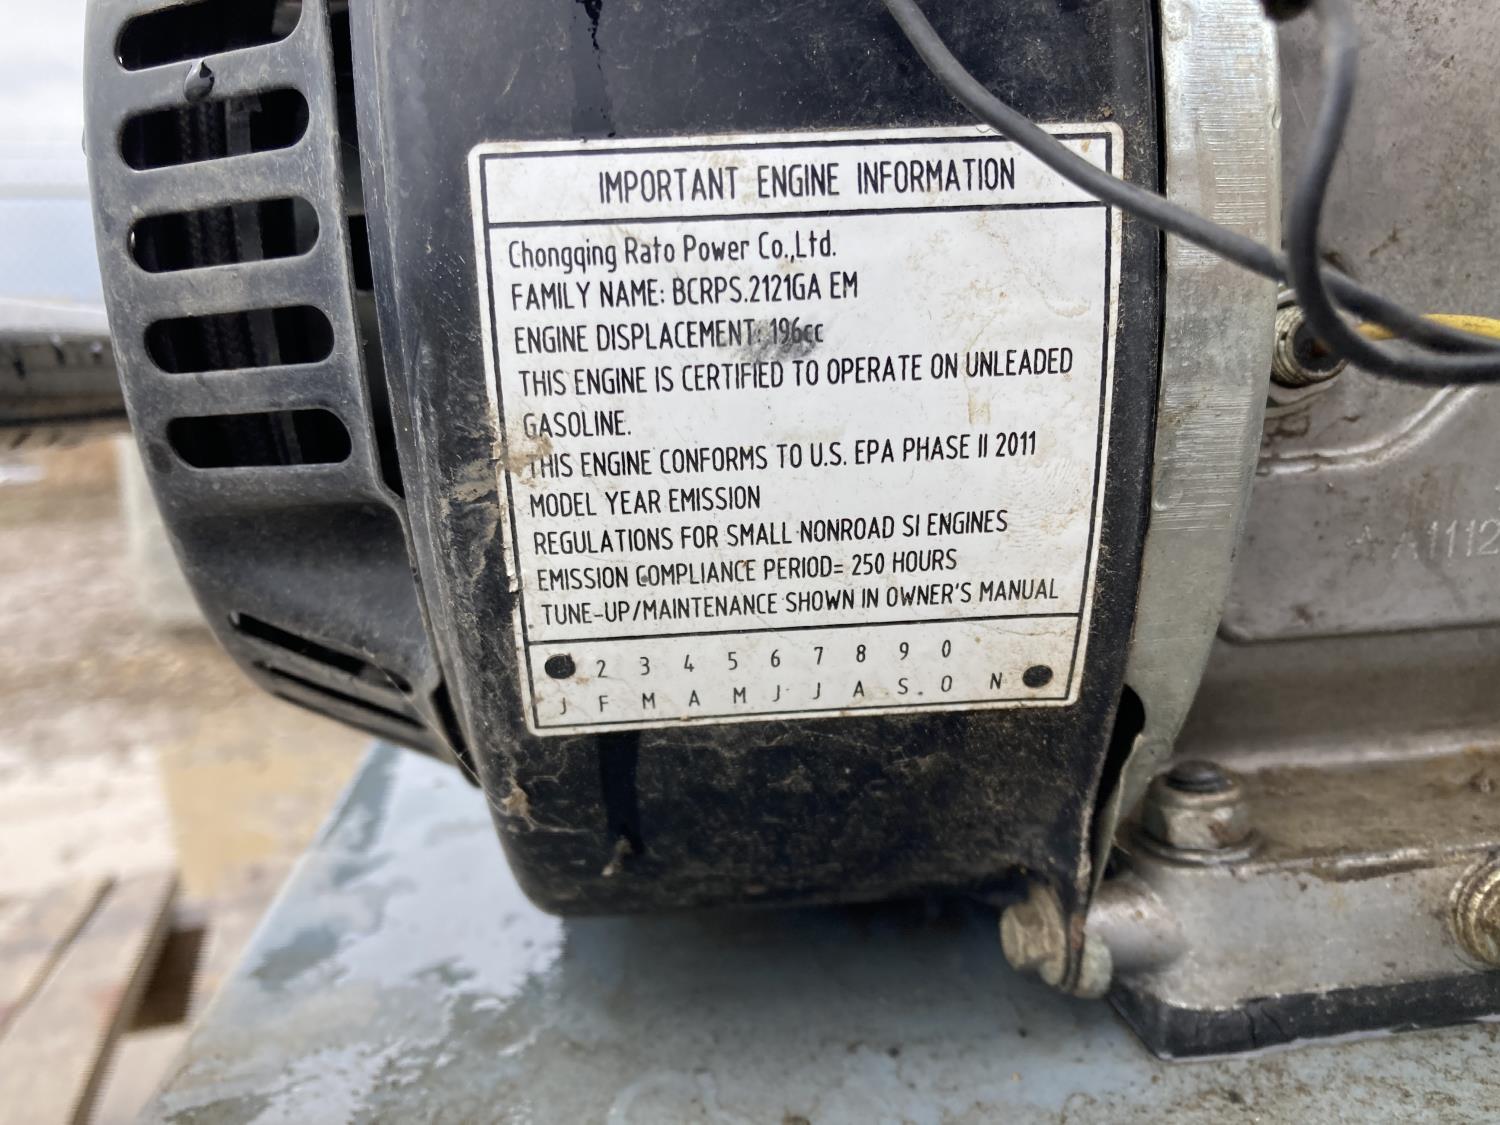 IMPORTANT ENGINE INFORMATION
Chongqing Rato Power Co.,Ltd.
FAMILY NAME: BCRPS.2121GA EM
ENGINE DISPLACEMENT: 196cc
THIS ENGINE IS CERTIFIED TO OPERATE ON UNLEADED
GASOLINE.
THIS ENGINE CONFORMS TO U.S. EPA PHASE II 2011
MODEL YEAR EMISSION
REGULATIONS FOR SMALL NONROAD SI ENGINES
EMISSION COMPLIANCE PERIOD= 250 HOURS
TUNE-UP/MAINTENANCE SHOWN IN OWNER'S MANUAL
2 3 4 5 6 7 8 9 0
J F M A M J J A S O N
A1112